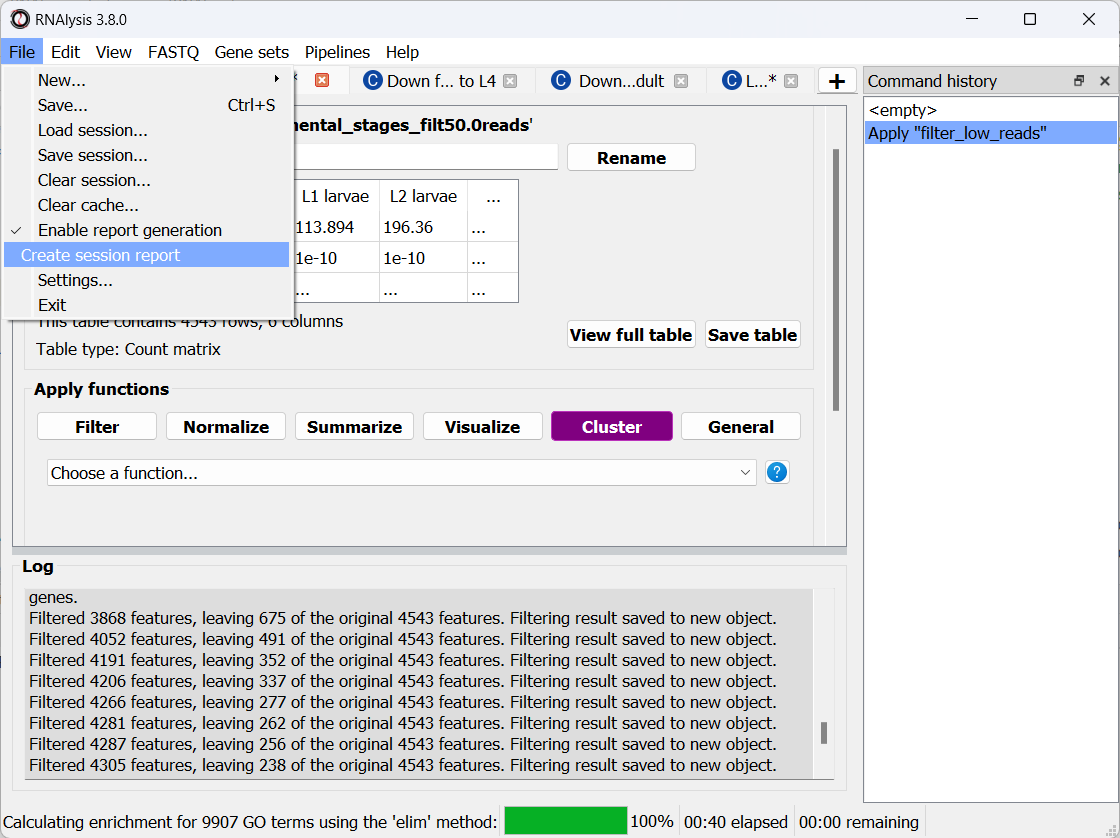 RNAlysis 3.8.0
File Edit View FASTQ Gene sets Pipelines Help
New...
Save... Ctrl+S
Load session...
Save session...
Clear session...
Clear cache...
Enable report generation
Create session report
Settings...
Exit
Down f... to L4
Down...dult
L...*
Command history
<empty>
Apply "filter_low_reads"
mental_stages_filt50.0reads'
Rename
L1 larvae L2 larvae ...
113.894 196.36 ...
1e-10 1e-10 ...
... ... ...
This table contains 4543 rows, 6 columns
Table type: Count matrix
View full table Save table
Apply functions
Filter Normalize Summarize Visualize Cluster General
Choose a function...
Log
genes.
Filtered 3868 features, leaving 675 of the original 4543 features. Filtering result saved to new object.
Filtered 4052 features, leaving 491 of the original 4543 features. Filtering result saved to new object.
Filtered 4191 features, leaving 352 of the original 4543 features. Filtering result saved to new object.
Filtered 4206 features, leaving 337 of the original 4543 features. Filtering result saved to new object.
Filtered 4266 features, leaving 277 of the original 4543 features. Filtering result saved to new object.
Filtered 4281 features, leaving 262 of the original 4543 features. Filtering result saved to new object.
Filtered 4287 features, leaving 256 of the original 4543 features. Filtering result saved to new object.
Filtered 4305 features, leaving 238 of the original 4543 features. Filtering result saved to new object.
Calculating enrichment for 9907 GO terms using the 'elim' method: 100% 00:40 elapsed 00:00 remaining